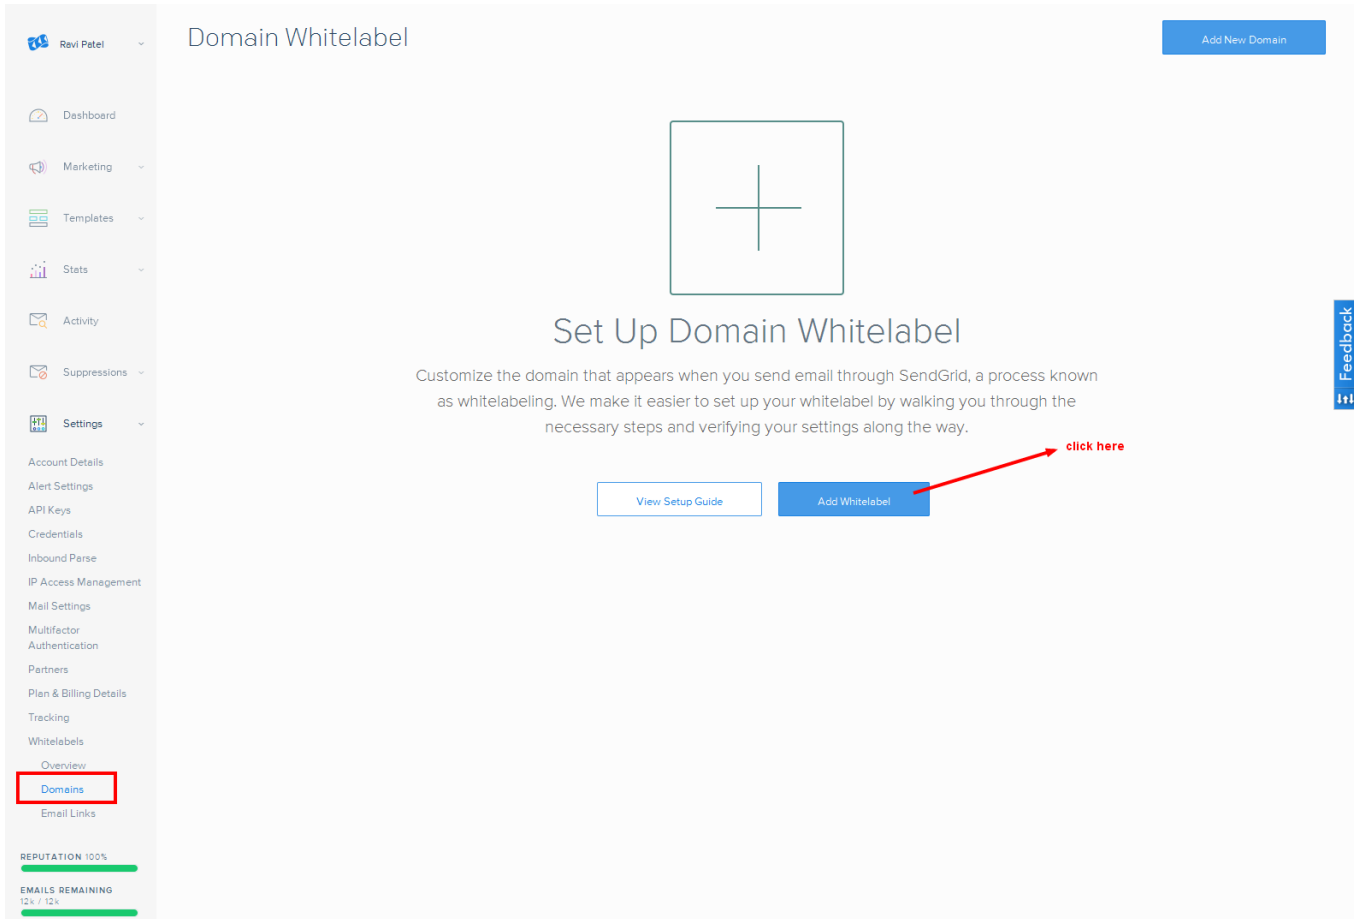 Ravi Patel
Domain Whitelabel
Add New Domain
Dashboard
Marketing
Templates
Stats
Activity
Suppressions
Settings
Account Details
Alert Settings
API Keys
Credentials
Inbound Parse
IP Access Management
Mail Settings
Multifactor
Authentication
Partners
Plan & Billing Details
Tracking
Whitelabels
Overview
Domains
Email Links
REPUTATION 100%
EMAILS REMAINING
12k / 12k
Set Up Domain Whitelabel
Customize the domain that appears when you send email through SendGrid, a process known
as whitelabeling. We make it easier to set up your whitelabel by walking you through the
necessary steps and verifying your settings along the way.
click here
View Setup Guide
Add Whitelabel
Feedback